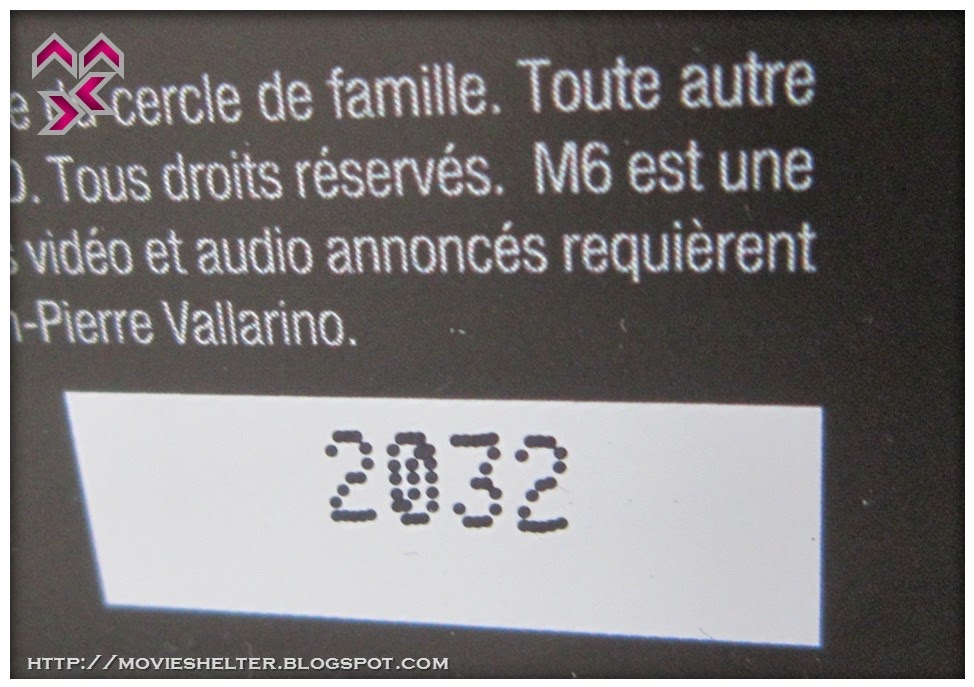 e du cercle de famille. Toute autre
. Tous droits réservés. M6 est une
s vidéo et audio annoncés requièrent
-Pierre Vallarino.
2032
HTTP://MOVIESHELTER.BLOGSPOT.COM